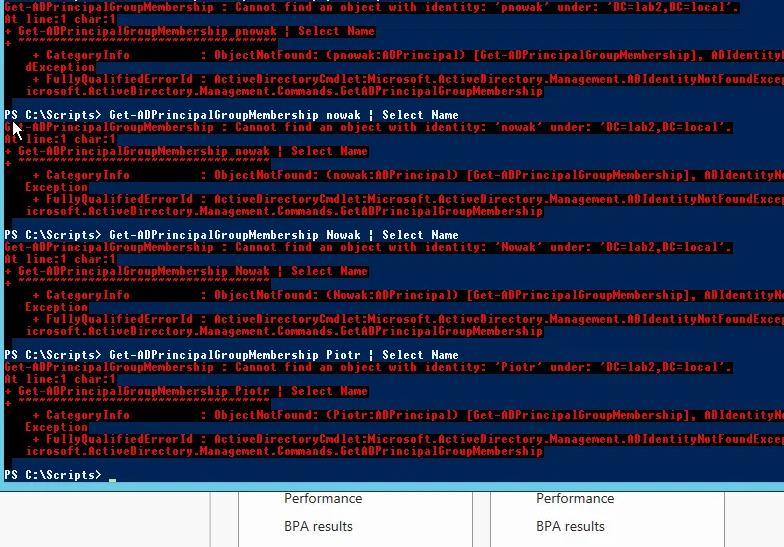 Get-ADPrincipalGroupMembership : Cannot find an object with identity: 'pnowak' under: 'DC=lab2,DC=local'.
At line:1 char:1
+ Get-ADPrincipalGroupMembership pnowak | Select Name
+ ~~~~~~~~~~~~~~~~~~~~~~~~~~~~~~~~~~~~~
+ CategoryInfo : ObjectNotFound: (pnowak:ADPrincipal) [Get-ADPrincipalGroupMembership], ADIdentity
dException
+ FullyQualifiedErrorId : ActiveDirectoryCmdlet:Microsoft.ActiveDirectory.Management.ADIdentityNotFoundExcep
icrosoft.ActiveDirectory.Management.Commands.GetADPrincipalGroupMembership
PS C:\Scripts> Get-ADPrincipalGroupMembership nowak | Select Name
Get-ADPrincipalGroupMembership : Cannot find an object with identity: 'nowak' under: 'DC=lab2,DC=local'.
At line:1 char:1
+ Get-ADPrincipalGroupMembership nowak | Select Name
+ ~~~~~~~~~~~~~~~~~~~~~~~~~~~~~~~~~~~~
+ CategoryInfo : ObjectNotFound: (nowak:ADPrincipal) [Get-ADPrincipalGroupMembership], ADIdentityNo
Exception
+ FullyQualifiedErrorId : ActiveDirectoryCmdlet:Microsoft.ActiveDirectory.Management.ADIdentityNotFoundExcep
icrosoft.ActiveDirectory.Management.Commands.GetADPrincipalGroupMembership
PS C:\Scripts> Get-ADPrincipalGroupMembership Nowak | Select Name
Get-ADPrincipalGroupMembership : Cannot find an object with identity: 'Nowak' under: 'DC=lab2,DC=local'.
At line:1 char:1
+ Get-ADPrincipalGroupMembership Nowak | Select Name
+ ~~~~~~~~~~~~~~~~~~~~~~~~~~~~~~~~~~~~
+ CategoryInfo : ObjectNotFound: (Nowak:ADPrincipal) [Get-ADPrincipalGroupMembership], ADIdentityNo
Exception
+ FullyQualifiedErrorId : ActiveDirectoryCmdlet:Microsoft.ActiveDirectory.Management.ADIdentityNotFoundExcep
icrosoft.ActiveDirectory.Management.Commands.GetADPrincipalGroupMembership
PS C:\Scripts> Get-ADPrincipalGroupMembership Piotr | Select Name
Get-ADPrincipalGroupMembership : Cannot find an object with identity: 'Piotr' under: 'DC=lab2,DC=local'.
At line:1 char:1
+ Get-ADPrincipalGroupMembership Piotr | Select Name
+ ~~~~~~~~~~~~~~~~~~~~~~~~~~~~~~~~~~~~
+ CategoryInfo : ObjectNotFound: (Piotr:ADPrincipal) [Get-ADPrincipalGroupMembership], ADIdentityNo
Exception
+ FullyQualifiedErrorId : ActiveDirectoryCmdlet:Microsoft.ActiveDirectory.Management.ADIdentityNotFoundExcep
icrosoft.ActiveDirectory.Management.Commands.GetADPrincipalGroupMembership
PS C:\Scripts>
Performance Performance
BPA results BPA results